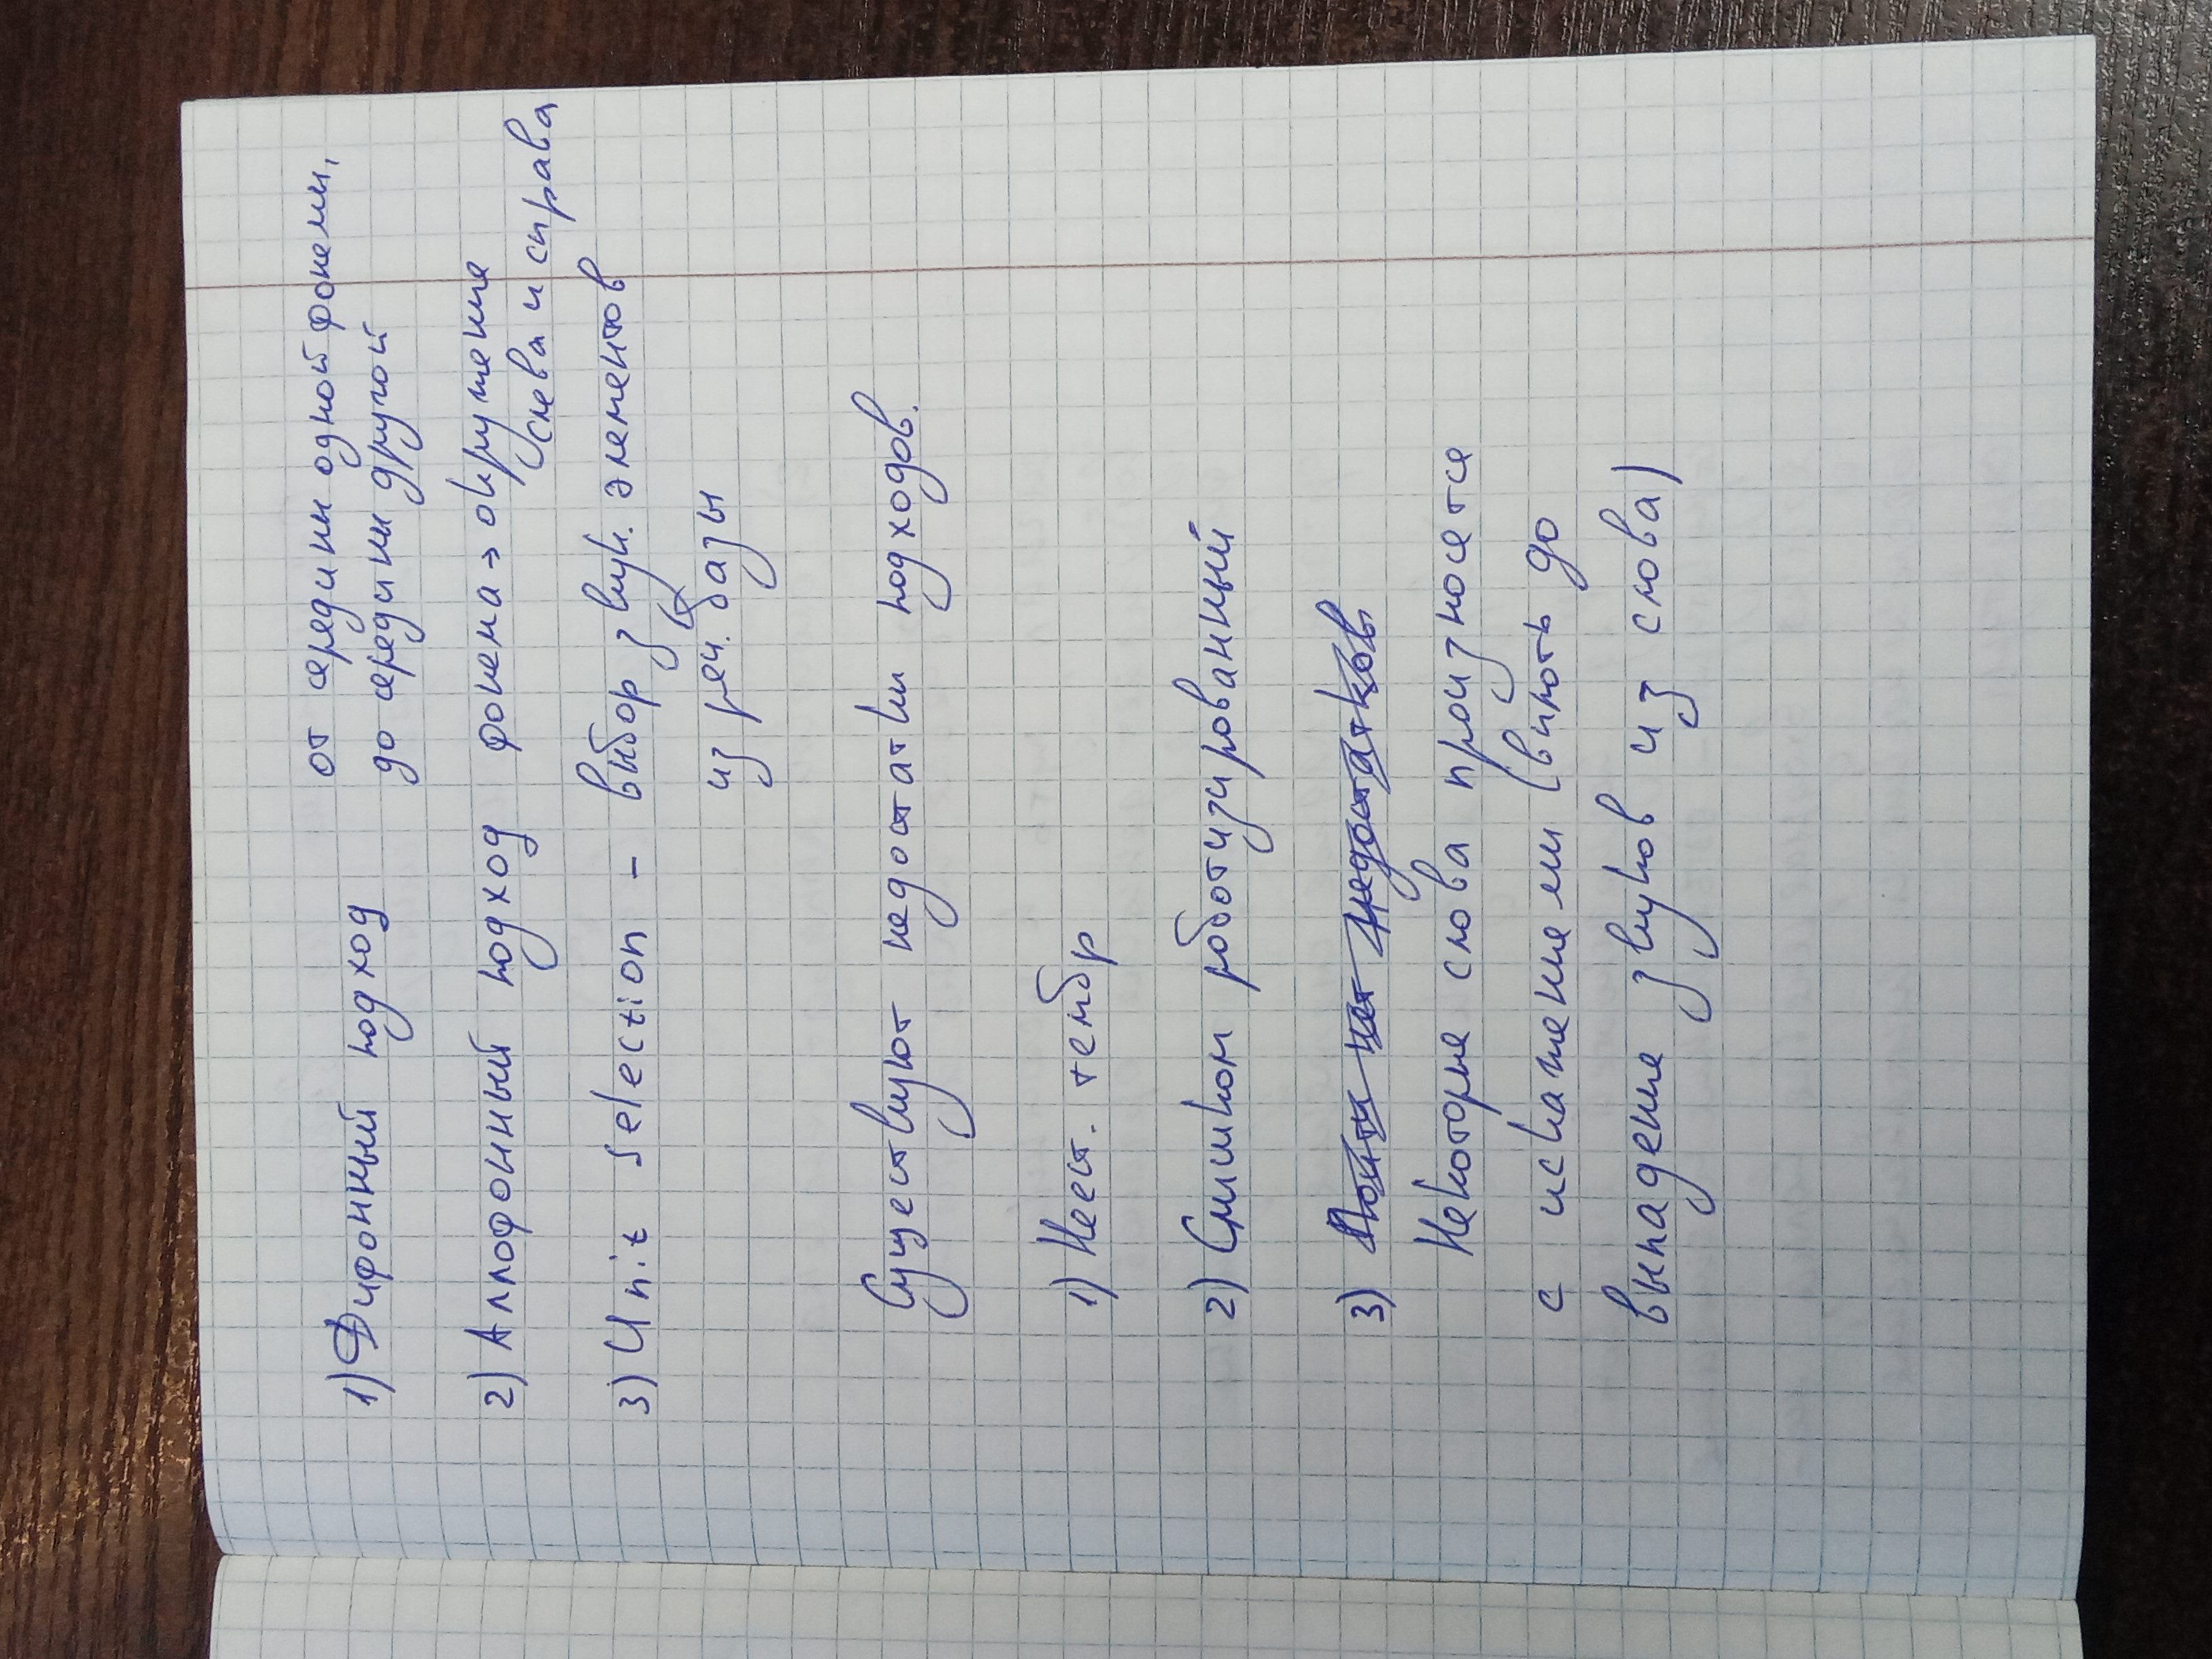 1) Дифонный подход от середины одной фонемы,
до середины другой
2) Аллофонный подход фонема → окружение
слева и справа
3) Unit Selection – выбор звук. элементов
из реч. базы
Существуют недостатки подходов.
1) Неест. тембр
2) Слишком роботизированный
3) Почти нет недостатков
Некоторые слова произносется
с искажениеми (вплоть до
выпадение звуков из слова)